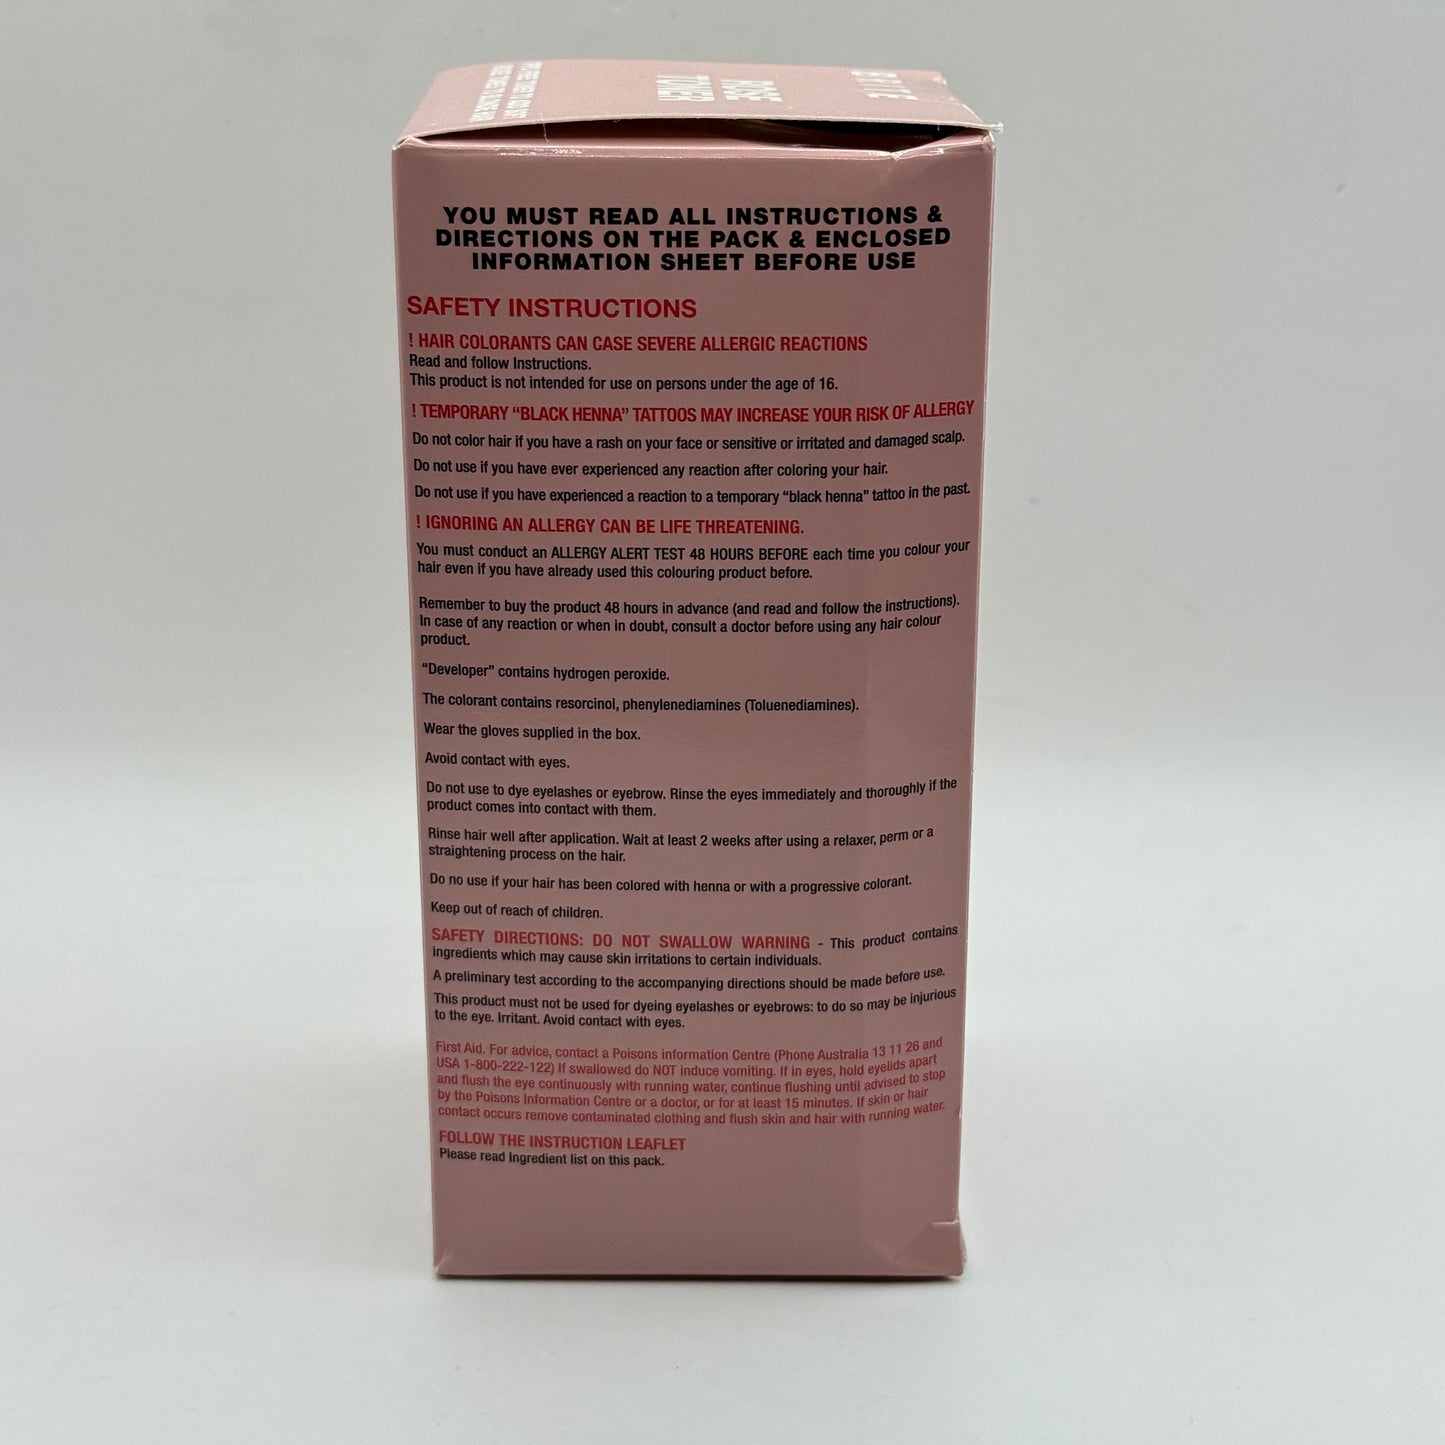 ROSE
TONER
YOU MUST READ ALL INSTRUCTIONS &
DIRECTIONS ON THE PACK & ENCLOSED
INFORMATION SHEET BEFORE USE
SAFETY INSTRUCTIONS
! HAIR COLORANTS CAN CASE SEVERE ALLERGIC REACTIONS
Read and follow Instructions.
This product is not intended for use on persons under the age of 16.
! TEMPORARY “BLACK HENNA” TATTOOS MAY INCREASE YOUR RISK OF ALLERGY
Do not color hair if you have a rash on your face or sensitive or irritated and damaged scalp.
Do not use if you have ever experienced any reaction after coloring your hair.
Do not use if you have experienced a reaction to a temporary “black henna” tattoo in the past.
! IGNORING AN ALLERGY CAN BE LIFE THREATENING.
You must conduct an ALLERGY ALERT TEST 48 HOURS BEFORE each time you colour your
hair even if you have already used this colouring product before.
Remember to buy the product 48 hours in advance (and read and follow the instructions).
In case of any reaction or when in doubt, consult a doctor before using any hair colour
product.
“Developer” contains hydrogen peroxide.
The colorant contains resorcinol, phenylenediamines (Toluenediamines).
Wear the gloves supplied in the box.
Avoid contact with eyes.
Do not use to dye eyelashes or eyebrow. Rinse the eyes immediately and thoroughly if the
product comes into contact with them.
Rinse hair well after application. Wait at least 2 weeks after using a relaxer, perm or a
straightening process on the hair.
Do no use if your hair has been colored with henna or with a progressive colorant.
Keep out of reach of children.
SAFETY DIRECTIONS: DO NOT SWALLOW WARNING - This product contains
ingredients which may cause skin irritations to certain individuals.
A preliminary test according to the accompanying directions should be made before use.
This product must not be used for dyeing eyelashes or eyebrows: to do so may be injurious
to the eye. Irritant. Avoid contact with eyes.
First Aid. For advice, contact a Poisons information Centre (Phone Australia 13 11 26 and
USA 1-800-222-122) If swallowed do NOT induce vomiting. If in eyes, hold eyelids apart
and flush the eye continuously with running water, continue flushing until advised to stop
by the Poisons Information Centre or a doctor, or for at least 15 minutes. If skin or hair
contact occurs remove contaminated clothing and flush skin and hair with running water.
FOLLOW THE INSTRUCTION LEAFLET
Please read Ingredient list on this pack.